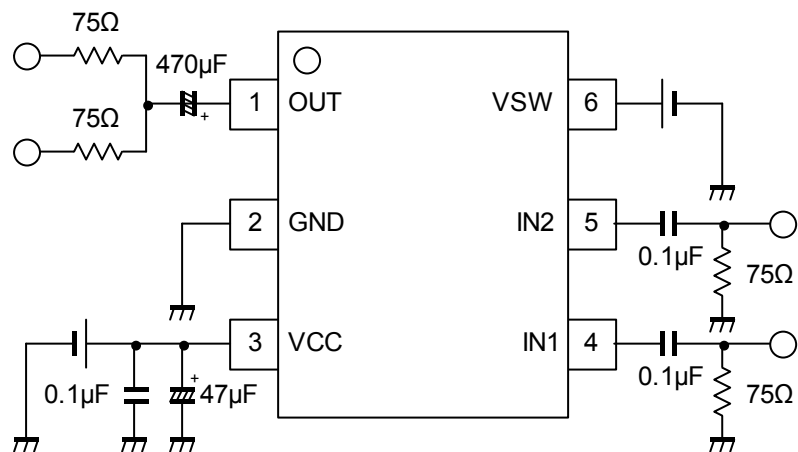 75Ω
470µF
+
75Ω
1 OUT
VSW 6
2 GND
IN2 5
0.1µF
75Ω
3 VCC
IN1 4
0.1µF
+
47µF
0.1µF
75Ω